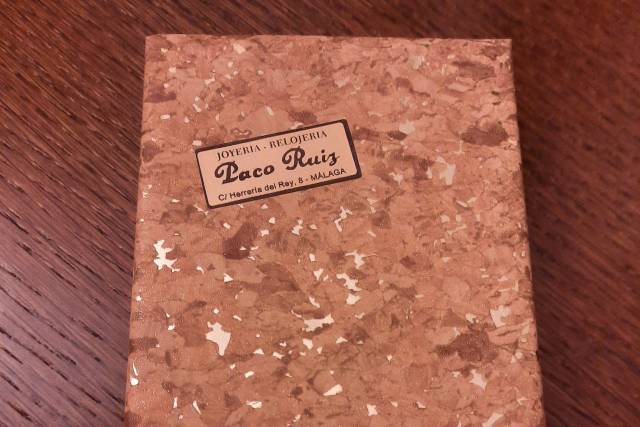 JOYERIA - RELOJERIA
Paco Ruiz
C/ Herrería del Rey, 8 - MÁLAGA